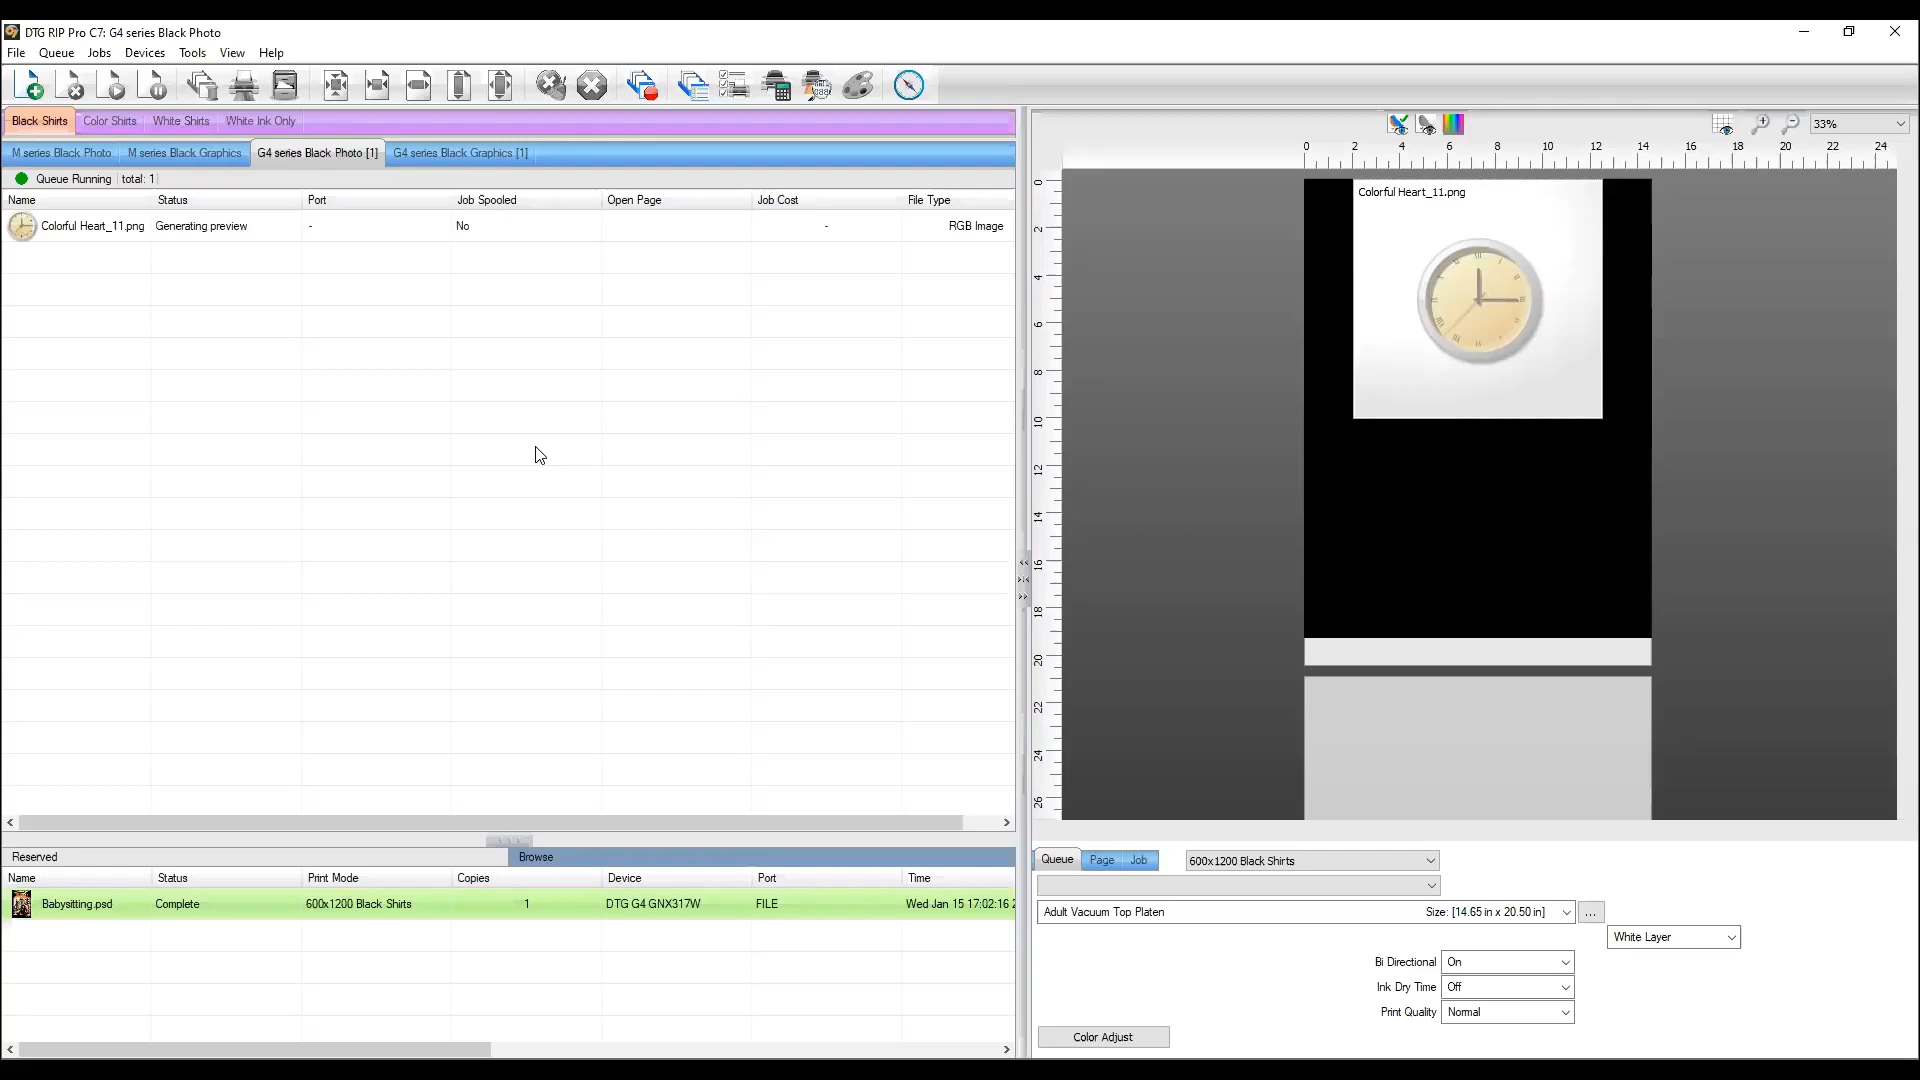 DTG RIP Pro C7: G4 series Black Photo
File Queue Jobs Devices Tools View Help
Black Shirts Color Shirts White Shirts White Ink Only
33%
M series Black Photo M series Black Graphics G4 series Black Photo [1] G4 series Black Graphics [1]
0 2 4 6 8 10 12 14 16 18 20 22 24
Queue Running total: 1
Name Status Port Job Spooled Open Page Job Cost File Type
Colorful Heart_11.png Generating preview - No - RGB Image
Colorful Heart_11.png
0
2
4
6
8
10
12
14
16
18
20
22
24
26
Reserved Browse
Name Status Print Mode Copies Device Port Time
Babysitting.psd Complete 600x1200 Black Shirts 1 DTG G4 GNX317W FILE Wed Jan 15 17:02:16 2
Queue Page Job 600x1200 Black Shirts
Adult Vacuum Top Platen Size: [14.65 in x 20.50 in] ...
White Layer
Bi Directional On
Ink Dry Time Off
Print Quality Normal
Color Adjust